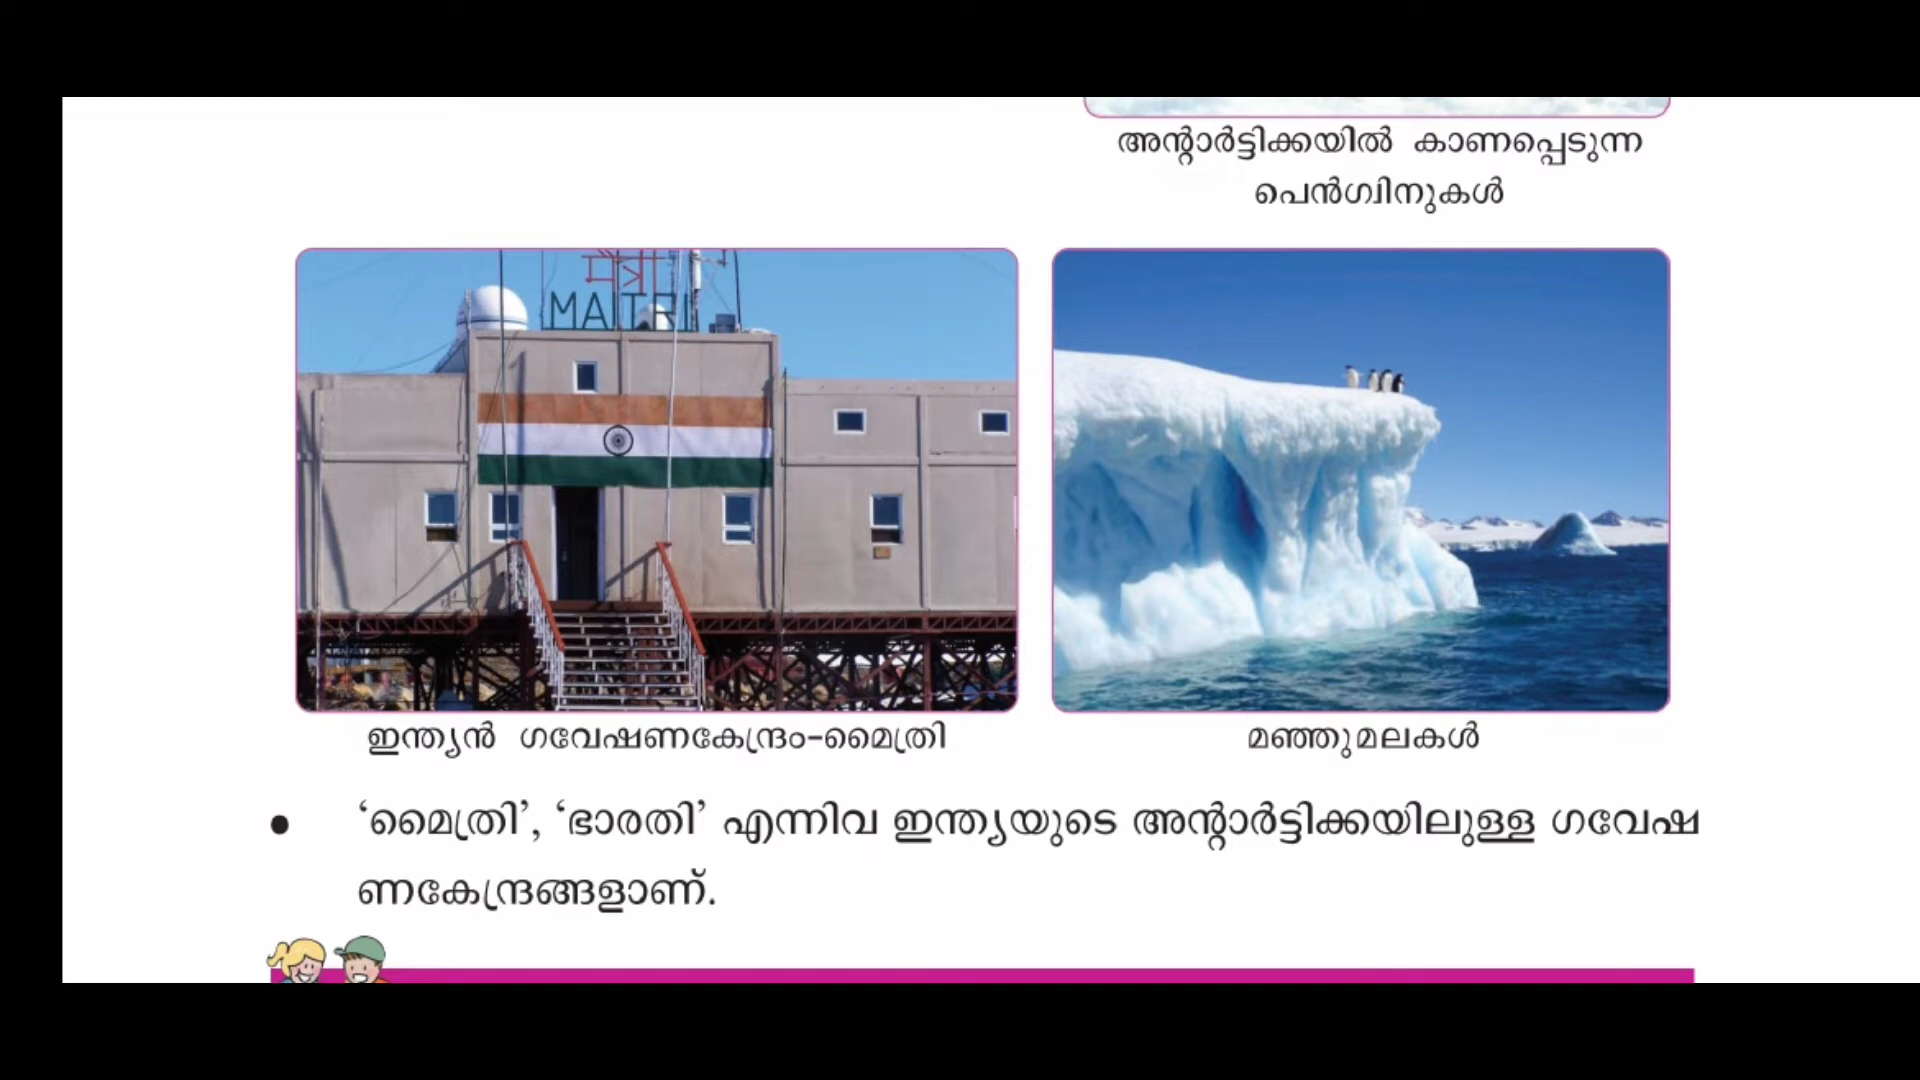 അന്റാർട്ടിക്കയിൽ കാണപ്പെടുന്ന
പെൻഗ്വിനുകൾ
MAITRI
ഇന്ത്യൻ ഗവേഷണകേന്ദ്രം-മൈത്രി
മഞ്ഞുമലകൾ
● ‘മൈത്രി’, ‘ഭാരതി’ എന്നിവ ഇന്ത്യയുടെ അന്റാർട്ടിക്കയിലുള്ള ഗവേഷ
ണകേന്ദ്രങ്ങളാണ്.